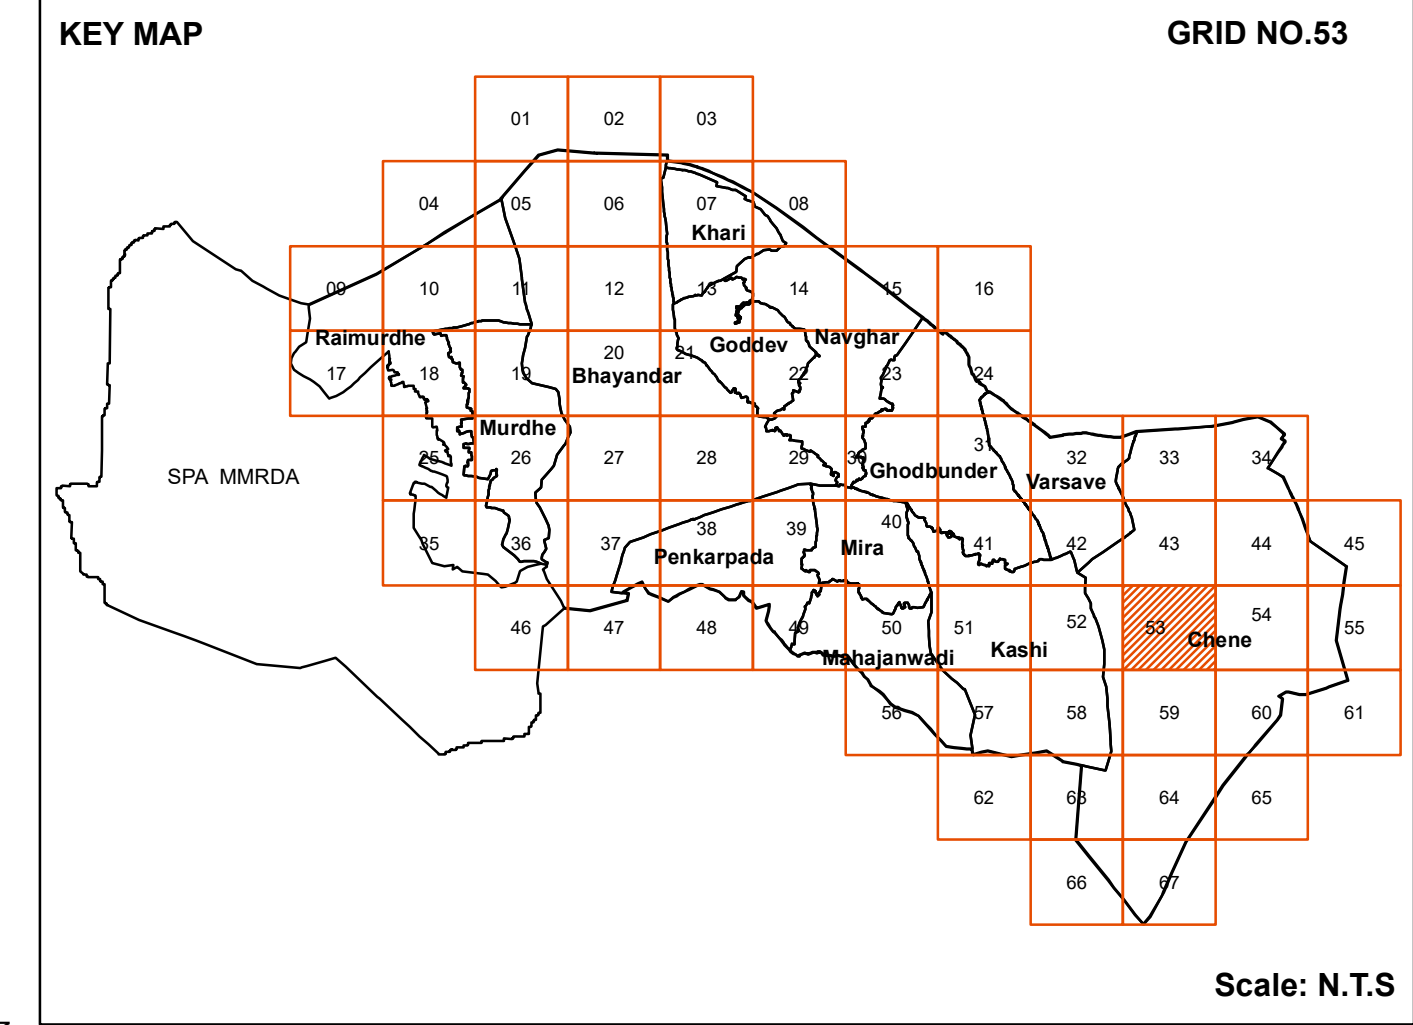 KEY MAP
GRID NO.53
01 02 03
04 05 06 07 08
Khari
09 10 11 12 13 14 15 16
Raimurdhe
Navghar
Goddev
20 21
17 18 19 22 23 24
Bhayandar
Murdhe
31
25 26 27 28 29 30 32 33 34
Ghodbunder
SPA MMRDA
Varsave
40
38 39
35 36 37 41 42 43 44 45
Mira
Penkarpada
54
52
46 47 48 49 50 51 53 55
Chene
Kashi
Mahajanwadi
56 57 58 59 60 61
62 63 64 65
66 67
Scale: N.T.S